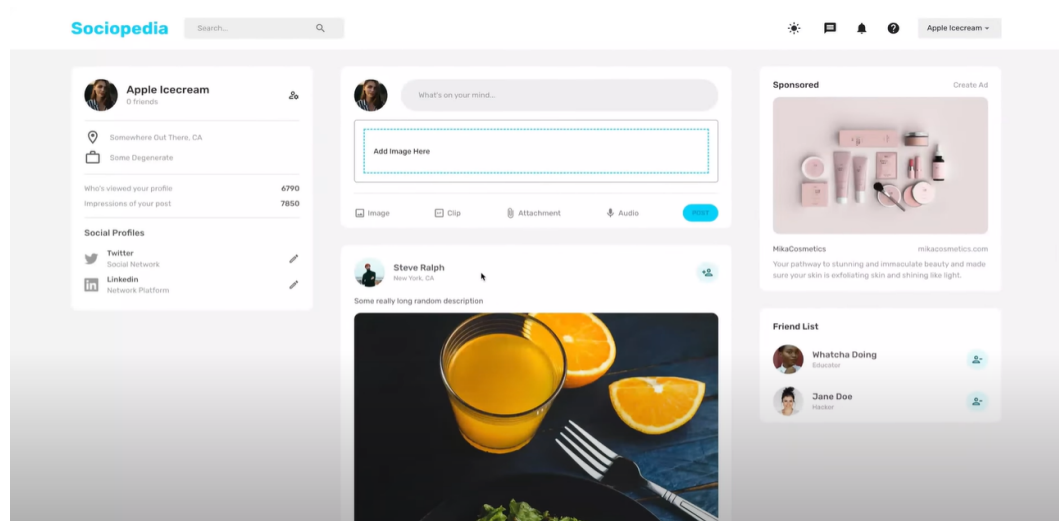 Sociopedia
Search...
Apple Icecream
Apple Icecream
0 friends
Somewhere Out There, CA
Some Degenerate
Who's viewed your profile 6790
Impressions of your post 7850
Social Profiles
Twitter
Social Network
Linkedin
Network Platform
What's on your mind...
Add Image Here
Image Clip Attachment Audio POST
Steve Ralph
New York, CA
Some really long random description
Sponsored Create Ad
MikaCosmetics mikacosmetics.com
Your pathway to stunning and immaculate beauty and made
sure your skin is exfoliating skin and shining like light.
Friend List
Whatcha Doing
Educator
Jane Doe
Hacker